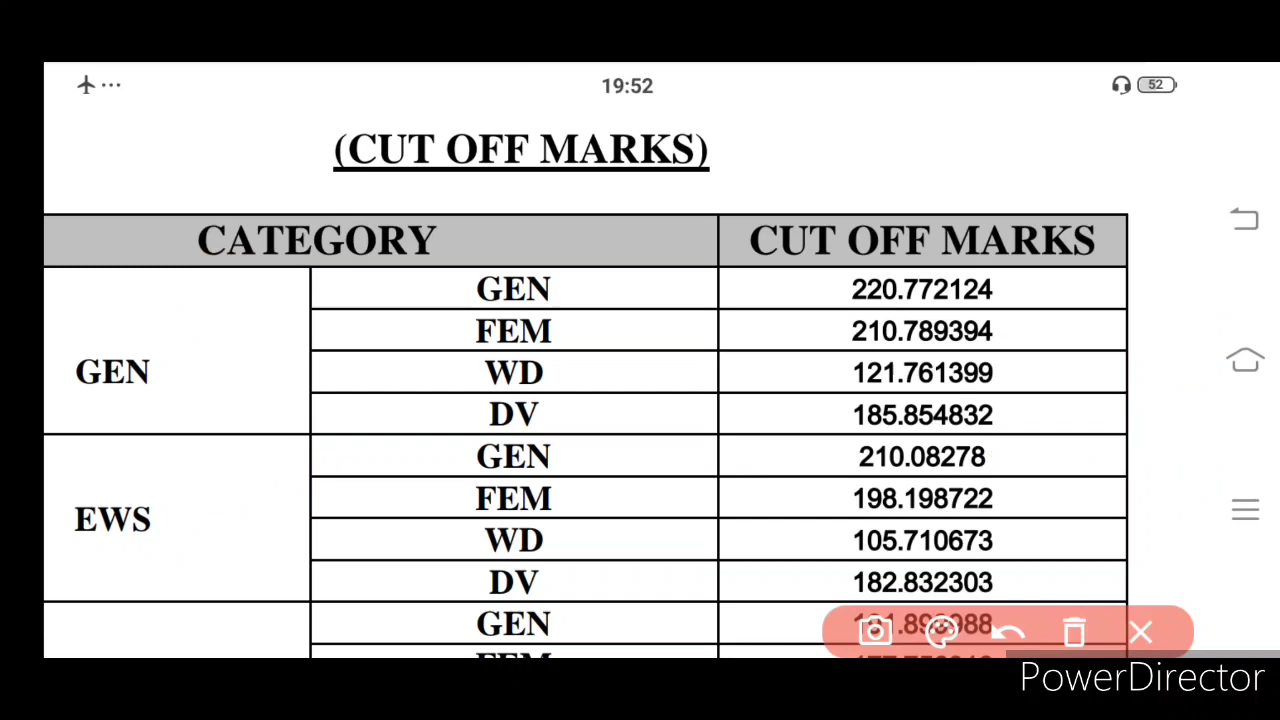 19:52
52
(CUT OFF MARKS)
CATEGORY CUT OFF MARKS
GEN 220.772124
FEM 210.789394
GEN
WD 121.761399
DV 185.854832
GEN 210.08278
FEM 198.198722
EWS
WD 105.710673
DV 182.832303
GEN
FEM
PowerDirector